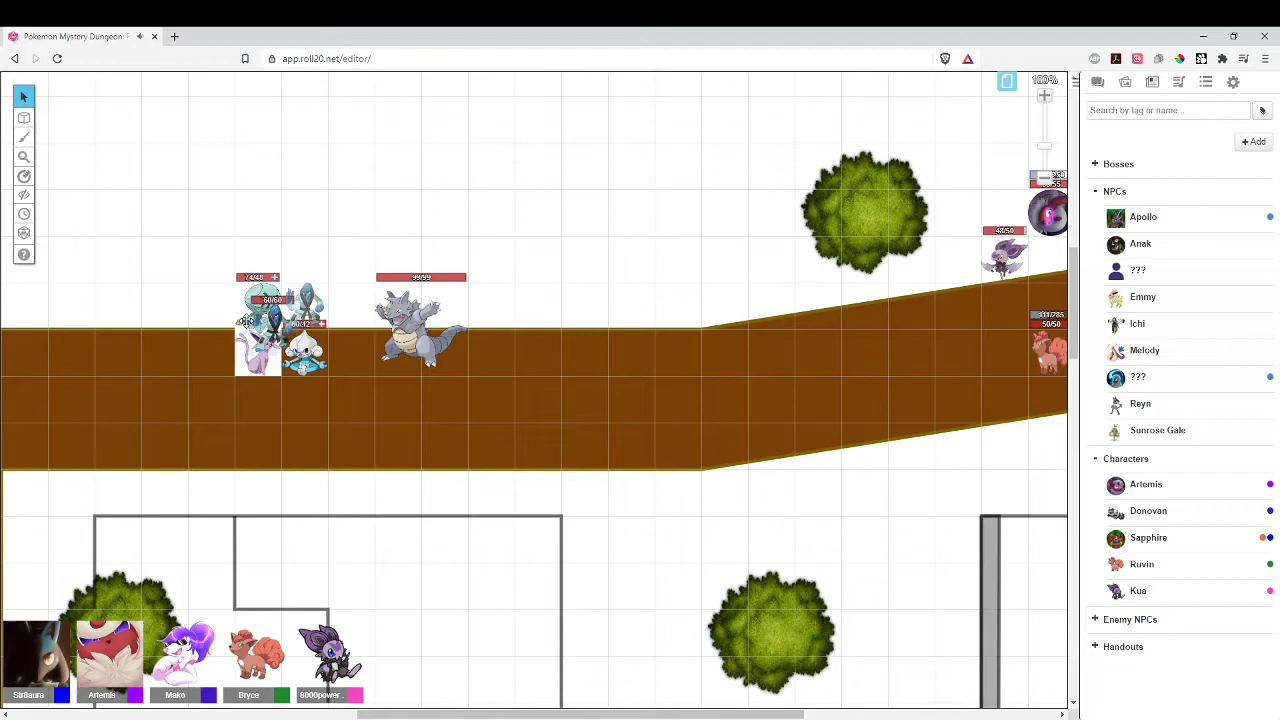 Pokemon Mystery Dungeon: F
app.roll20.net/editor/
100%
Search by tag or name...
+ Add
Bosses
NPCs
Apollo
Anak
???
Emmy
Ichi
Melody
???
Reyn
Sunrose Gale
Characters
Artemis
Donovan
Sapphire
Ruvin
Kua
Enemy NPCs
Handouts
74/48
60/60
99/99
48/50
50/50
Str8aura
Artemis
Mako
Bryce
8000power .